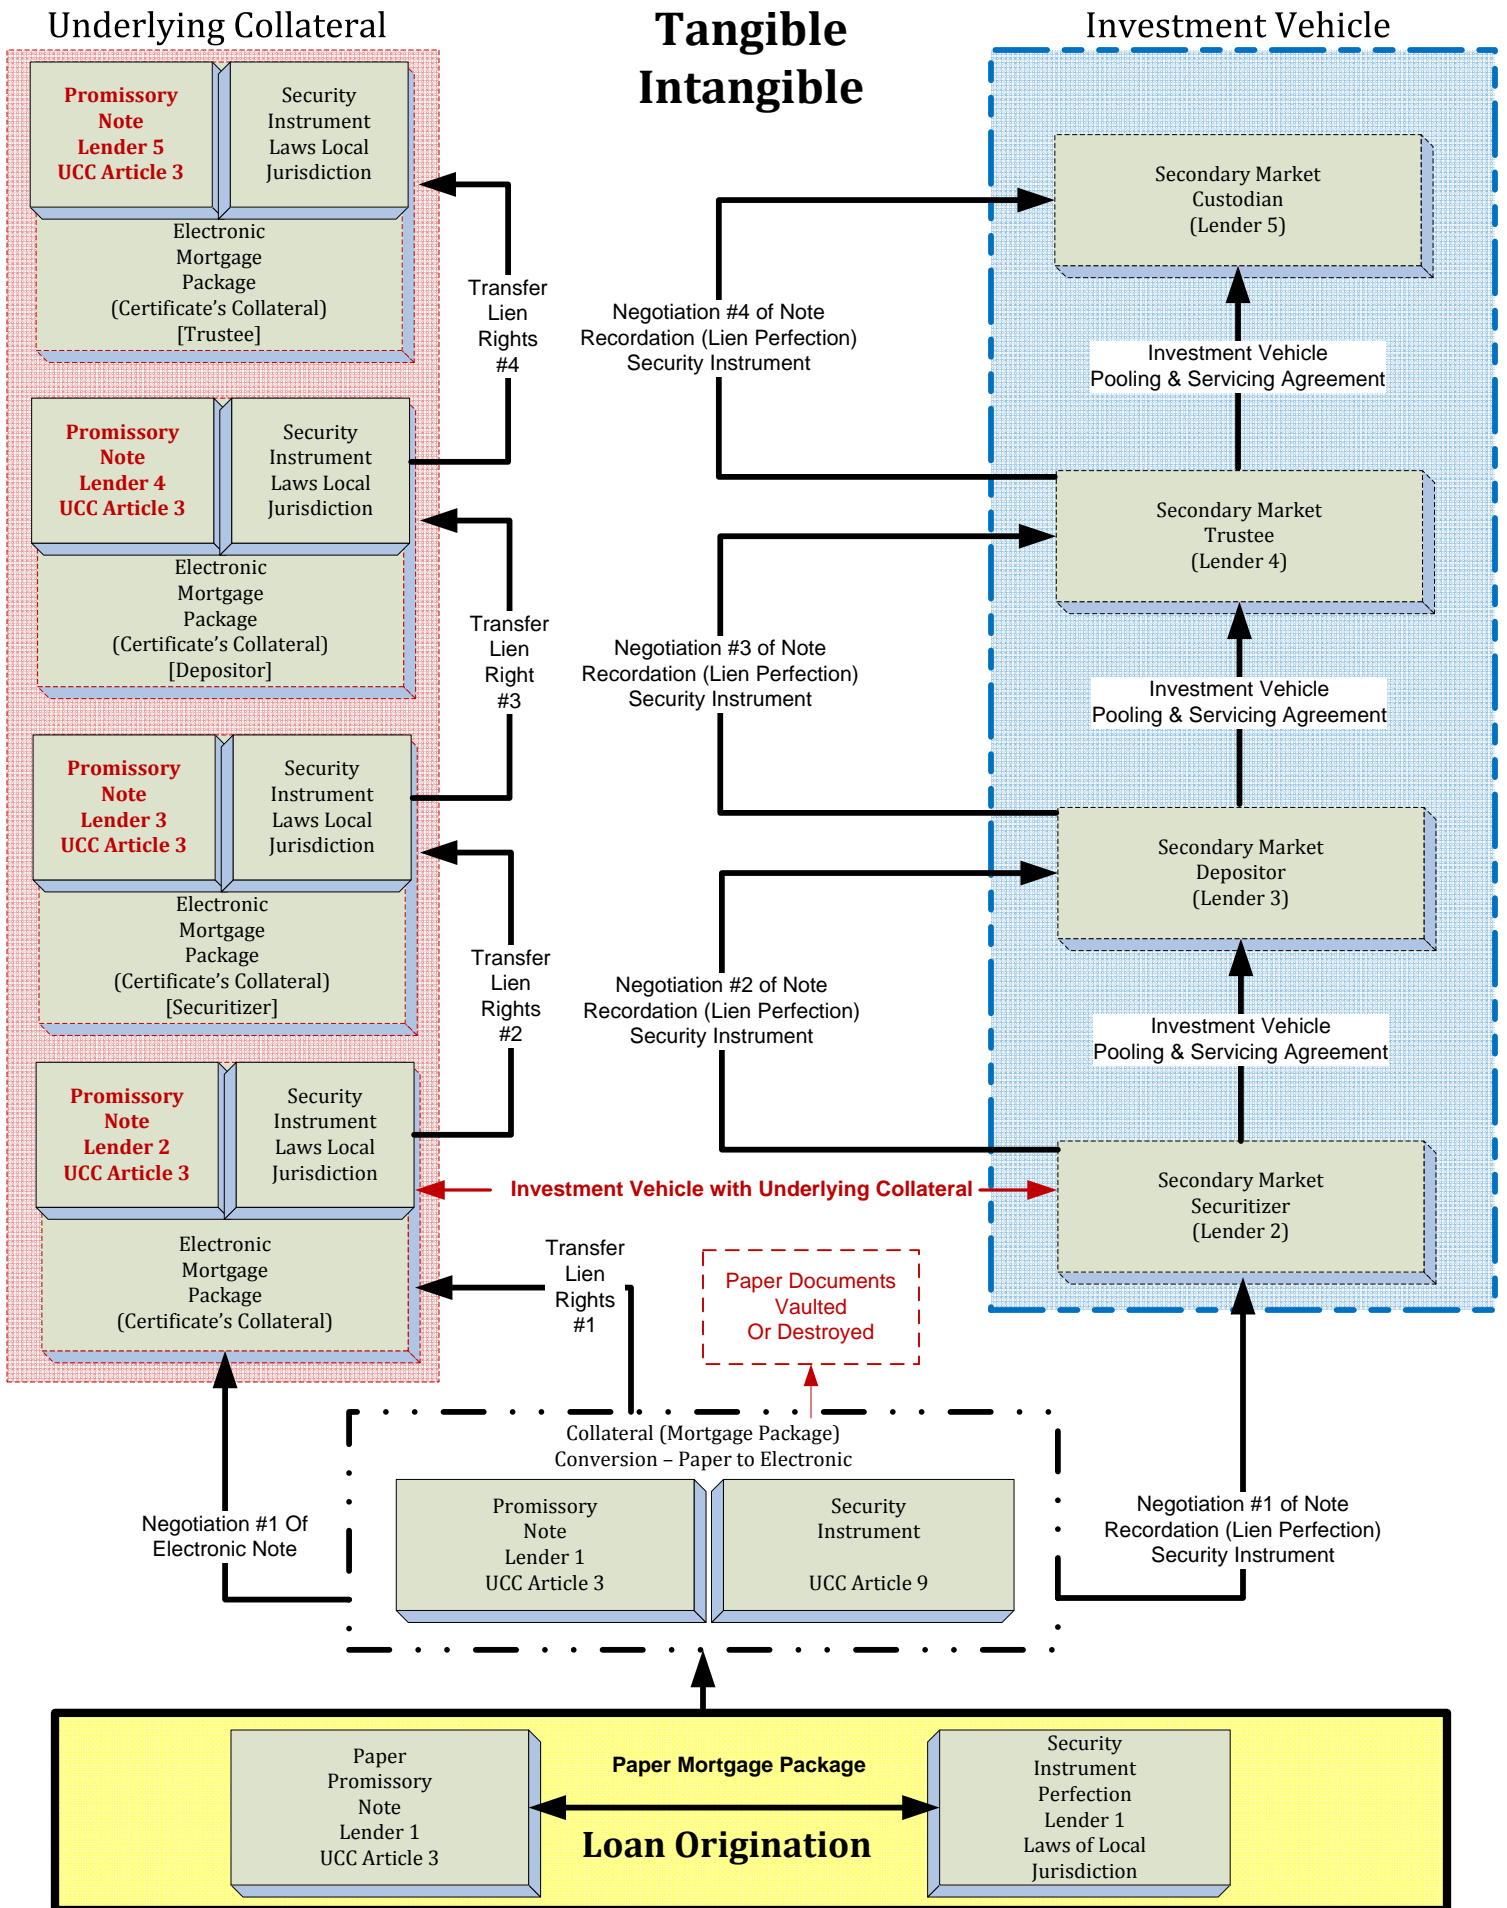 Underlying Collateral
Tangible
Intangible
Investment Vehicle
Promissory
Note
Lender 5
UCC Article 3
Security
Instrument
Laws Local
Jurisdiction
Electronic
Mortgage
Package
(Certificate's Collateral)
[Trustee]
Transfer
Lien
Rights
#4
Negotiation #4 of Note
Recordation (Lien Perfection)
Security Instrument
Secondary Market
Custodian
(Lender 5)
Investment Vehicle
Pooling & Servicing Agreement
Promissory
Note
Lender 4
UCC Article 3
Security
Instrument
Laws Local
Jurisdiction
Electronic
Mortgage
Package
(Certificate's Collateral)
[Depositor]
Transfer
Lien
Right
#3
Negotiation #3 of Note
Recordation (Lien Perfection)
Security Instrument
Secondary Market
Trustee
(Lender 4)
Investment Vehicle
Pooling & Servicing Agreement
Promissory
Note
Lender 3
UCC Article 3
Security
Instrument
Laws Local
Jurisdiction
Electronic
Mortgage
Package
(Certificate's Collateral)
[Securitizer]
Transfer
Lien
Rights
#2
Negotiation #2 of Note
Recordation (Lien Perfection)
Security Instrument
Secondary Market
Depositor
(Lender 3)
Investment Vehicle
Pooling & Servicing Agreement
Promissory
Note
Lender 2
UCC Article 3
Security
Instrument
Laws Local
Jurisdiction
Electronic
Mortgage
Package
(Certificate's Collateral)
Investment Vehicle with Underlying Collateral
Secondary Market
Securitizer
(Lender 2)
Transfer
Lien
Rights
#1
Paper Documents
Vaulted
Or Destroyed
Collateral (Mortgage Package)
Conversion – Paper to Electronic
Negotiation #1 Of
Electronic Note
Promissory
Note
Lender 1
UCC Article 3
Security
Instrument
UCC Article 9
Negotiation #1 of Note
Recordation (Lien Perfection)
Security Instrument
Paper
Promissory
Note
Lender 1
UCC Article 3
Paper Mortgage Package
Loan Origination
Security
Instrument
Perfection
Lender 1
Laws of Local
Jurisdiction